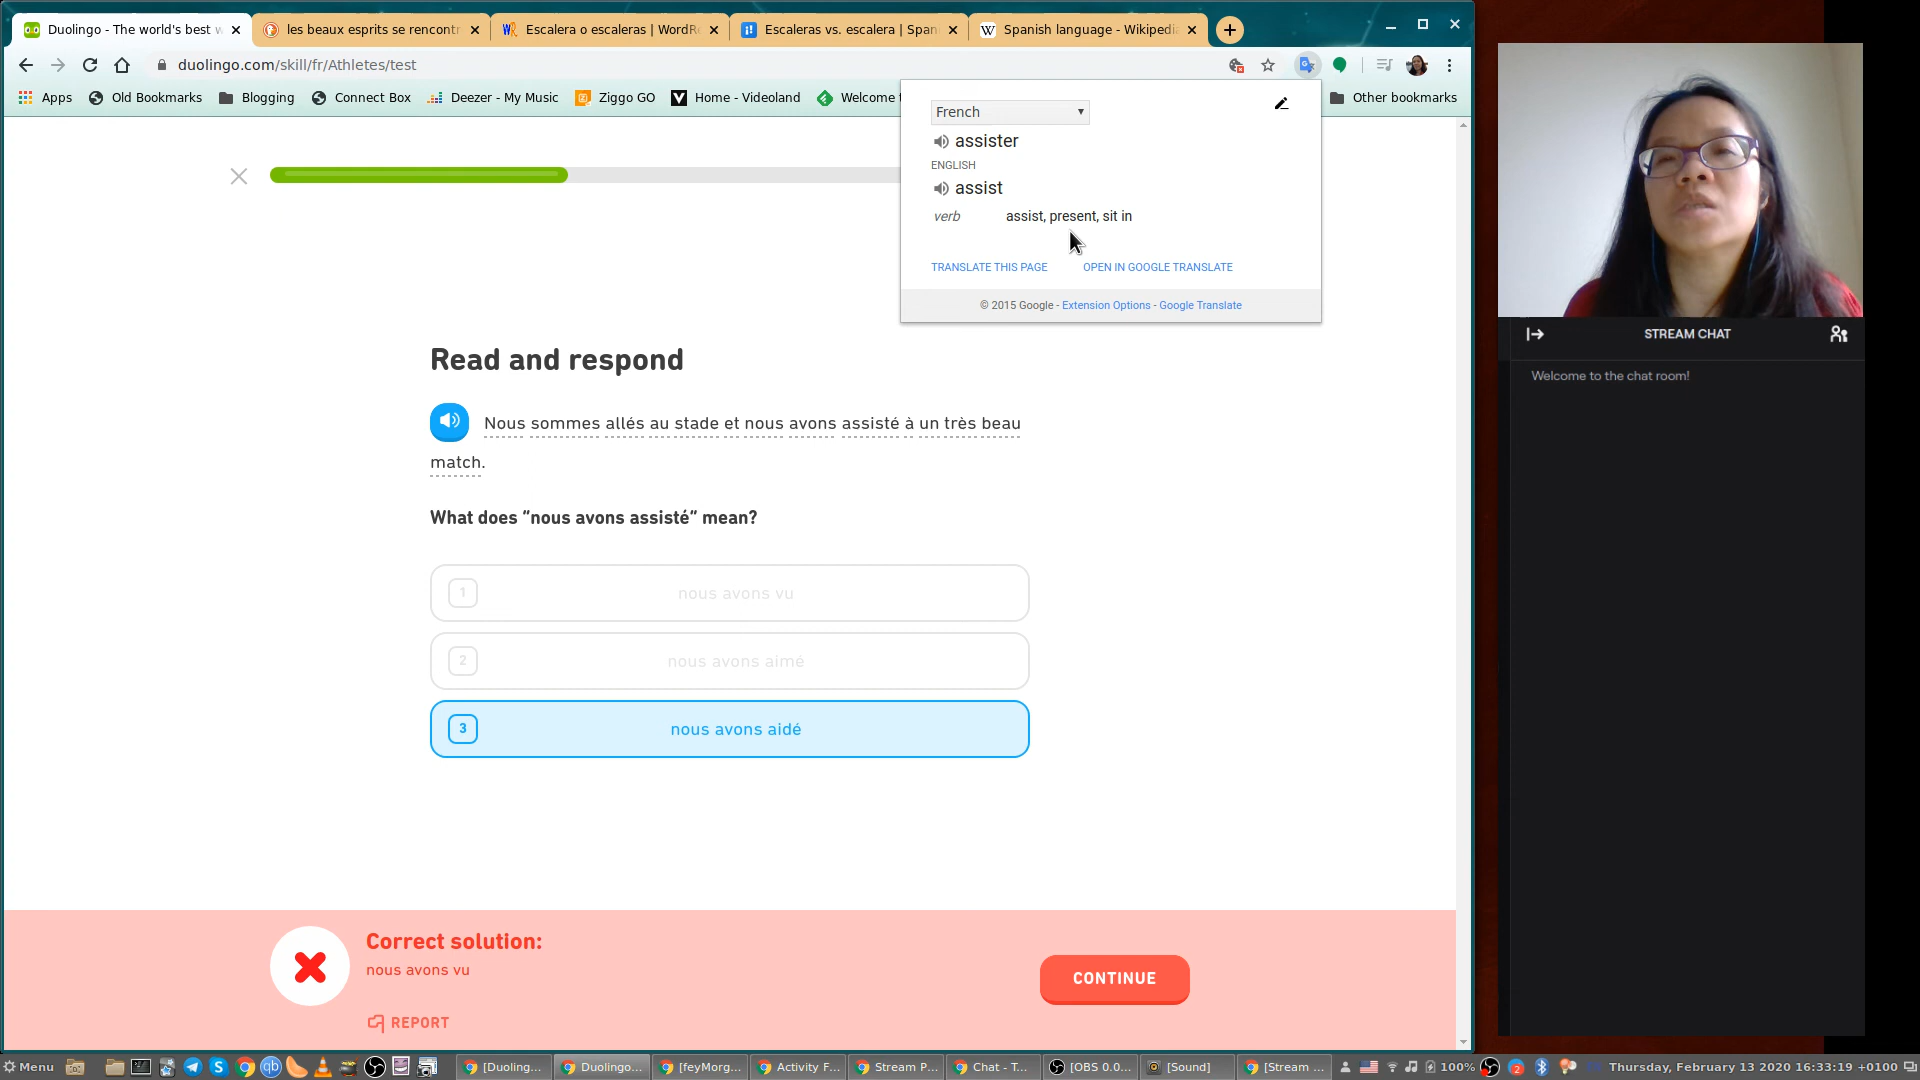 Duolingo - The world's best w
les beaux esprits se rencontr
Escalera o escaleras | WordRe
Escaleras vs. escalera | Span
Spanish language - Wikipedia
duolingo.com/skill/fr/Athletes/test
Apps
Old Bookmarks
Blogging
Connect Box
Deezer - My Music
Ziggo GO
Home - Videoland
Welcome t
Other bookmarks
French
assister
ENGLISH
assist
verb assist, present, sit in
TRANSLATE THIS PAGE
OPEN IN GOOGLE TRANSLATE
© 2015 Google - Extension Options - Google Translate
Read and respond
Nous sommes allés au stade et nous avons assisté à un très beau
match.
What does “nous avons assisté” mean?
1 nous avons vu
2 nous avons aimé
3 nous avons aidé
Correct solution:
nous avons vu
REPORT
CONTINUE
STREAM CHAT
Welcome to the chat room!
Menu
[Duoling...
Duolingo...
[feyMorg...
Activity F...
Stream P...
Chat - T...
[OBS 0.0...
[Sound]
[Stream ...
100%
2
Thursday, February 13 2020 16:33:19 +0100